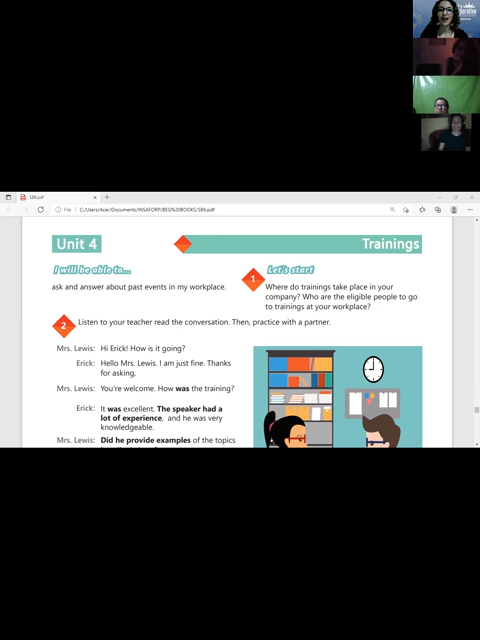 SB6.pdf
File
C:/Users/Acer/Documents/INSAFORP/BEG%20BOOKS/SB6.pdf
Unit 4
Trainings
I will be able to...
ask and answer about past events in my workplace.
1
Let's start
Where do trainings take place in your
company? Who are the eligible people to go
to trainings at your workplace?
2
Listen to your teacher read the conversation. Then, practice with a partner.
Mrs. Lewis: Hi Erick! How is it going?
Erick: Hello Mrs. Lewis. I am just fine. Thanks
for asking,
Mrs. Lewis: You're welcome. How was the training?
Erick: It was excellent. The speaker had a
lot of experience, and he was very
knowledgeable.
Mrs. Lewis: Did he provide examples of the topics